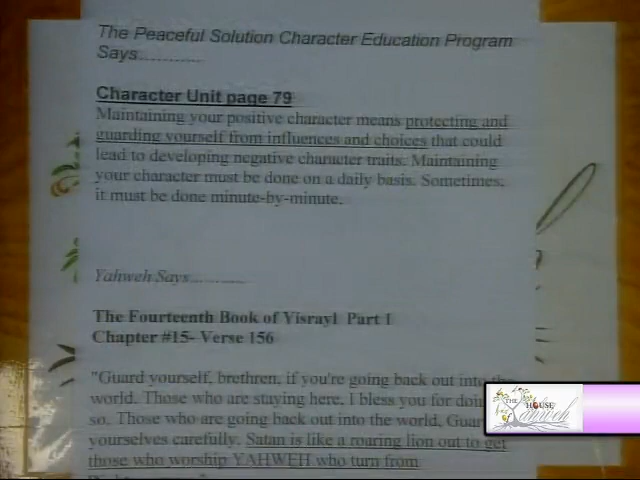 The Peaceful Solution Character Education Program
Says............
Character Unit page 79
Maintaining your positive character means protecting and
guarding yourself from influences and choices that could
lead to developing negative character traits. Maintaining
your character must be done on a daily basis. Sometimes,
it must be done minute-by-minute.
Yahweh Says............
The Fourteenth Book of Yisrayl Part 1
Chapter #15- Verse 156
"Guard yourself, brethren, if you're going back out into the
world. Those who are staying here, I bless you for doin
so. Those who are going back out into the world, Guar
yourselves carefully. Satan is like a roaring lion out to get
those who worship YAHWEH who turn from
THE HOUSE